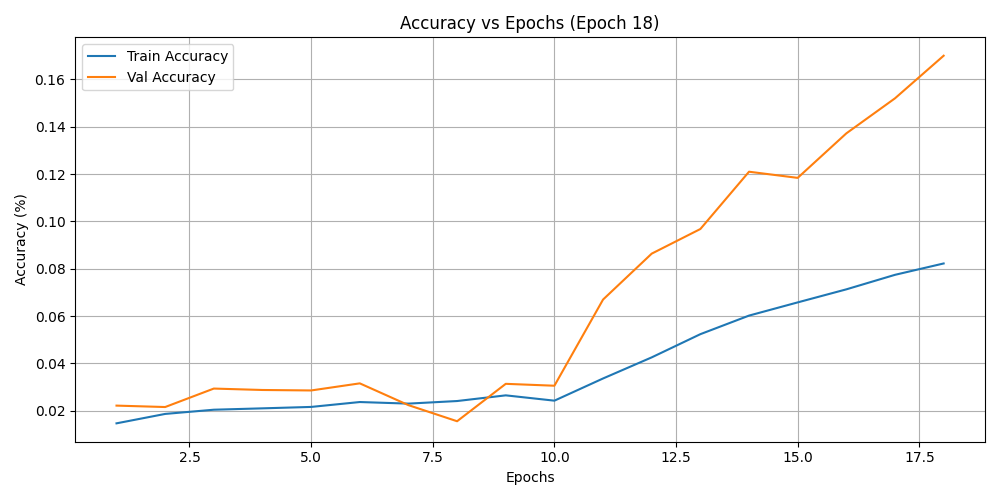 Accuracy vs Epochs (Epoch 18)
Train Accuracy
Val Accuracy
Accuracy (%)
0.16
0.14
0.12
0.10
0.08
0.06
0.04
0.02
2.5 5.0 7.5 10.0 12.5 15.0 17.5
Epochs